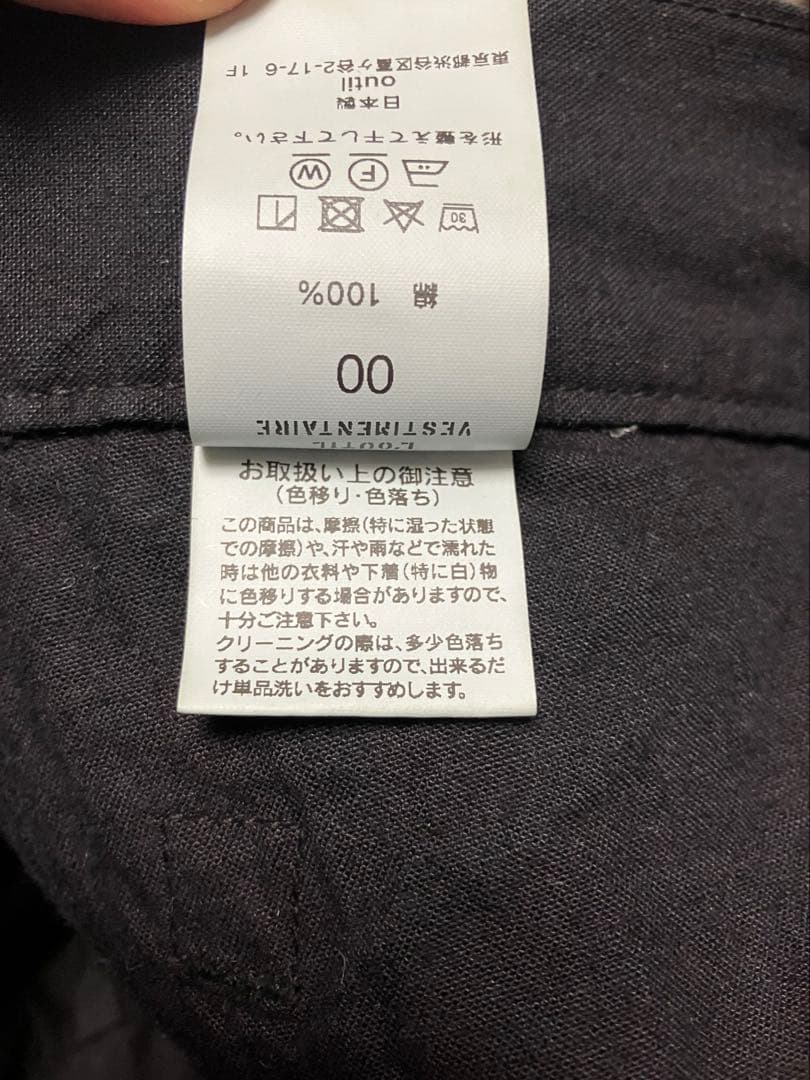 L'OUTIL
VESTIMENTAIRE
00
綿 100%
30
F W
形を整えて干して下さい。
日本製
outil
東京都渋谷区富ケ谷2-17-6 1F
お取扱い上の御注意
(色移り・色落ち)
この商品は、摩擦(特に湿った状態
での摩擦)や、汗や雨などで濡れた
時は他の衣料や下着(特に白)物
に色移りする場合がありますので、
十分ご注意下さい。
クリーニングの際は、多少色落ち
することがありますので、出来るだ
け単品洗いをおすすめします。